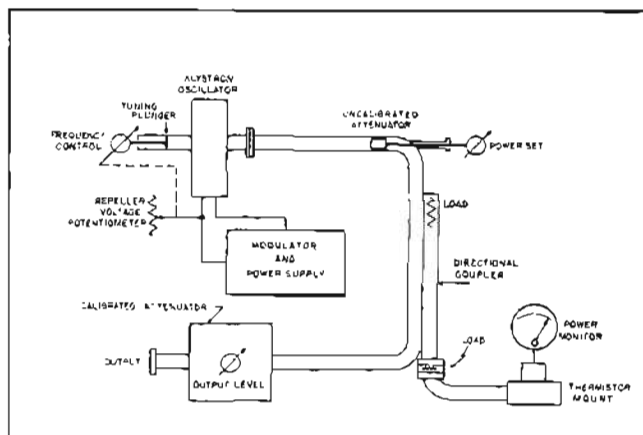 KLYSTRON
OSCILLATOR
TUNING
PLUNGER
FREQUENCY
CONTROL
UNCALIBRATED
ATTENUATOR
POWER SET
REPELLER
VOLTAGE
POTENTIOMETER
LOAD
MODULATOR
AND
POWER SUPPLY
DIRECTIONAL
COUPLER
CALIBRATED ATTENUATOR
POWER
MONITOR
LOAD
OUTPUT
OUTPUT LEVEL
THERMISTOR
MOUNT